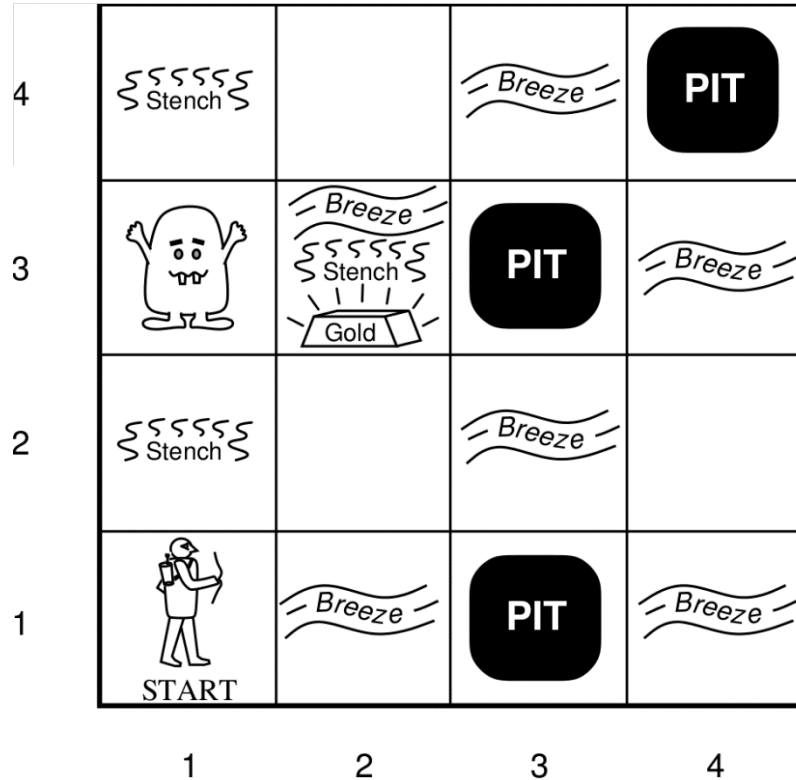 4
Stench
Breeze
PIT
3
Breeze
Stench
Gold
PIT
Breeze
2
Stench
Breeze
1
START
Breeze
PIT
Breeze
1 2 3 4